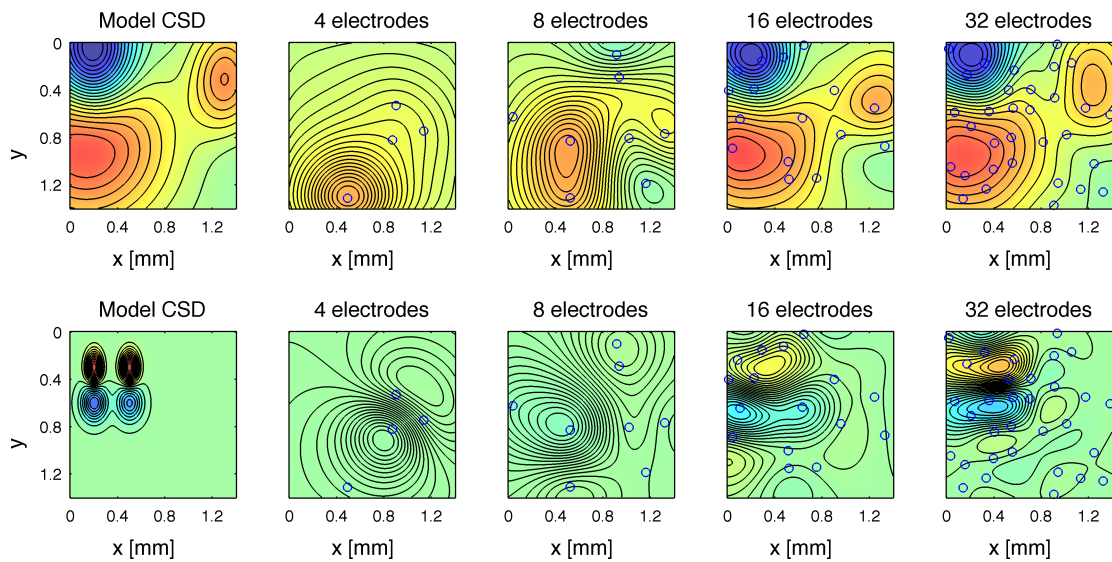 Model CSD 4 electrodes 8 electrodes 16 electrodes 32 electrodes
0
0.4
0.8
1.2
y
0 0.4 0.8 1.2 0 0.4 0.8 1.2 0 0.4 0.8 1.2 0 0.4 0.8 1.2 0 0.4 0.8 1.2
x [mm] x [mm] x [mm] x [mm] x [mm]
Model CSD 4 electrodes 8 electrodes 16 electrodes 32 electrodes
0
0.4
0.8
1.2
y
0 0.4 0.8 1.2 0 0.4 0.8 1.2 0 0.4 0.8 1.2 0 0.4 0.8 1.2 0 0.4 0.8 1.2
x [mm] x [mm] x [mm] x [mm] x [mm]